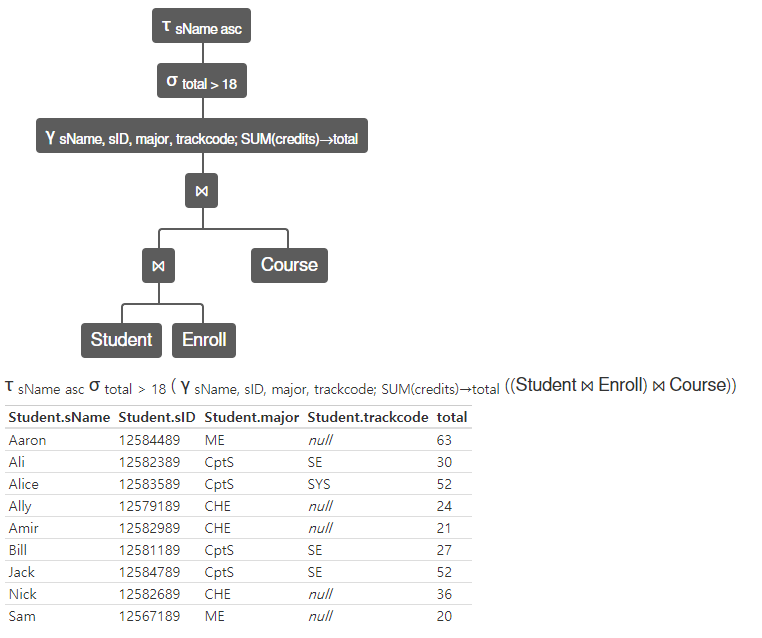 τ sName asc
σ total > 18
γ sName, sID, major, trackcode; SUM(credits)→total
⋈
⋈ Course
Student Enroll
τ sName asc σ total > 18 ( γ sName, sID, major, trackcode; SUM(credits)→total ((Student ⋈ Enroll) ⋈ Course))
Student.sName Student.sID Student.major Student.trackcode total
Aaron 12584489 ME null 63
Ali 12582389 CptS SE 30
Alice 12583589 CptS SYS 52
Ally 12579189 CHE null 24
Amir 12582989 CHE null 21
Bill 12581189 CptS SE 27
Jack 12584789 CptS SE 52
Nick 12582689 CHE null 36
Sam 12567189 ME null 20